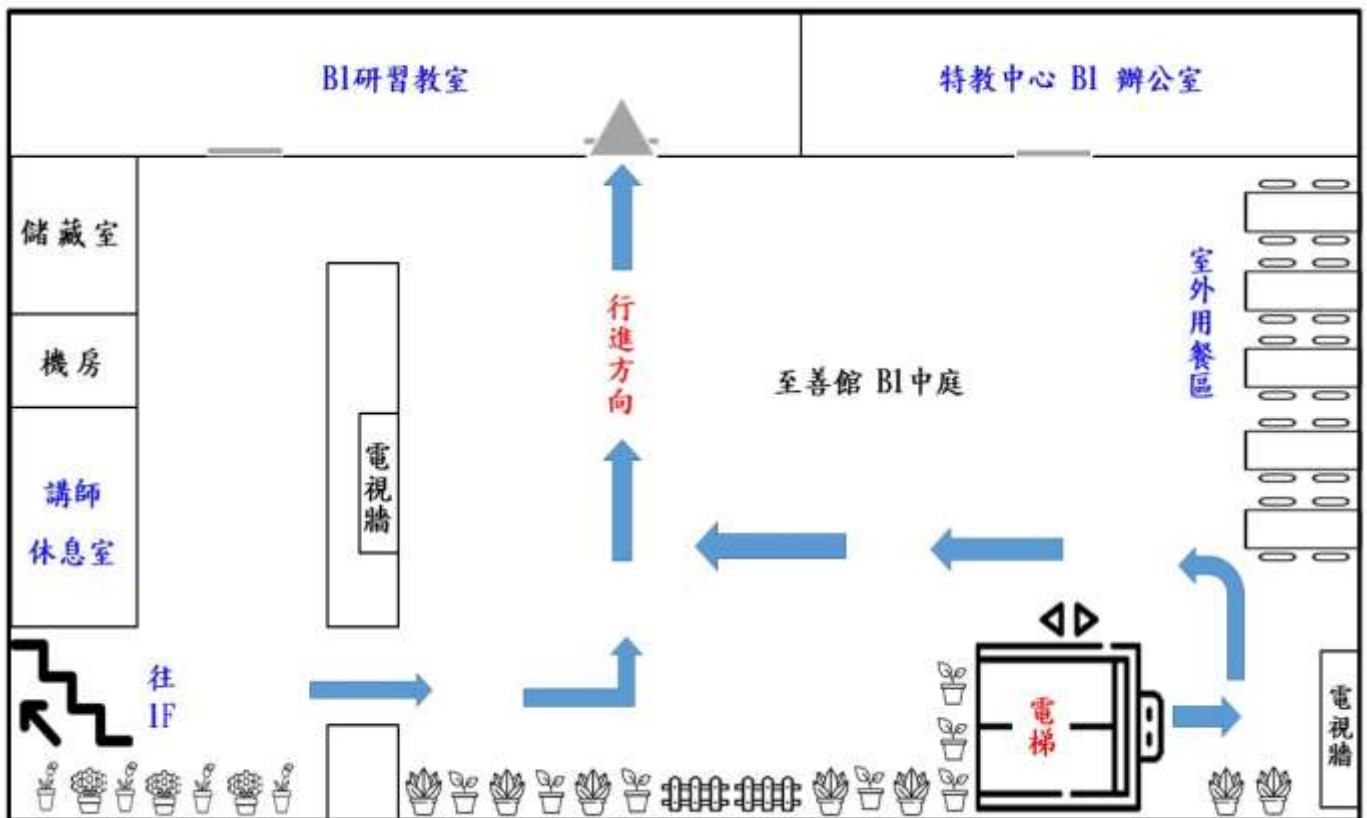 B1研習教室
特教中心 B1 辦公室
儲藏室
機房
講師
休息室
電視牆
行進方向
至善館 B1中庭
室外用餐區
往
1F
電梯
電視牆